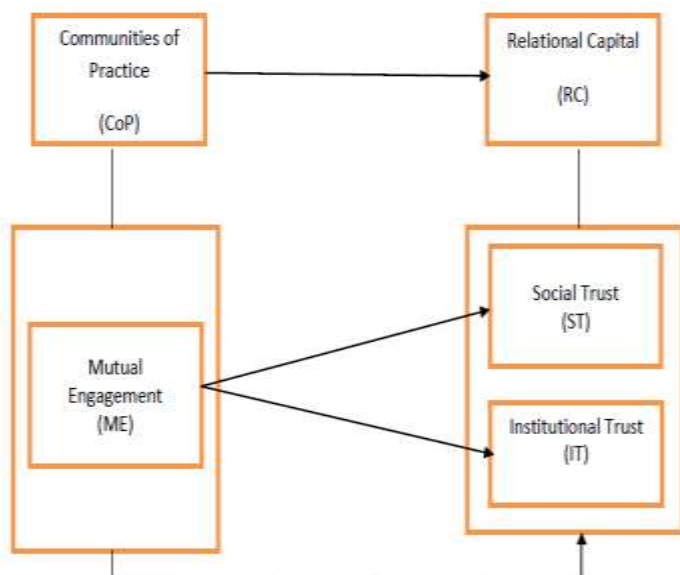 Communities of
Practice
(CoP)
Relational Capital
(RC)
Mutual
Engagement
(ME)
Social Trust
(ST)
Institutional Trust
(IT)